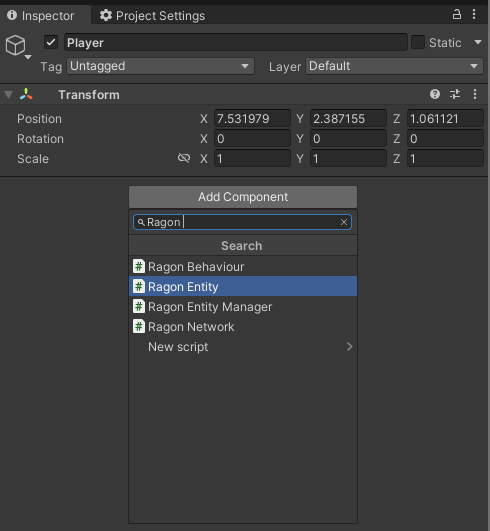 Inspector Project Settings
Player Static
Tag Untagged Layer Default
Transform
Position X 7.531979 Y 2.387155 Z 1.061121
Rotation X 0 Y 0 Z 0
Scale X 1 Y 1 Z 1
Add Component
Ragon
Search
Ragon Behaviour
Ragon Entity
Ragon Entity Manager
Ragon Network
New script